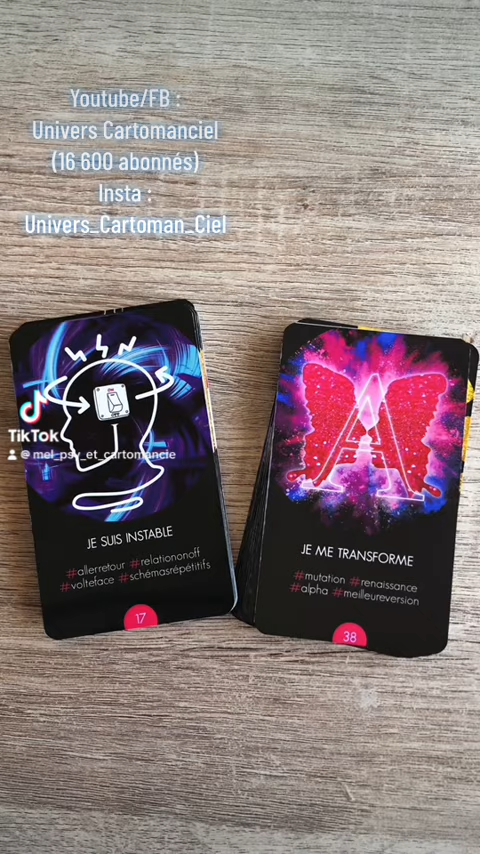 Youtube/FB :
Univers Cartomanciel
(16 600 abonnés)
Insta :
Univers_Cartoman_Ciel
TikTok
@mel_psy_et_cartomancie
JE SUIS INSTABLE
#allerretour #relationonoff
#volteface #schémasrépétitifs
17
A
JE ME TRANSFORME
#mutation #renaissance
#alpha #meilleureversion
38